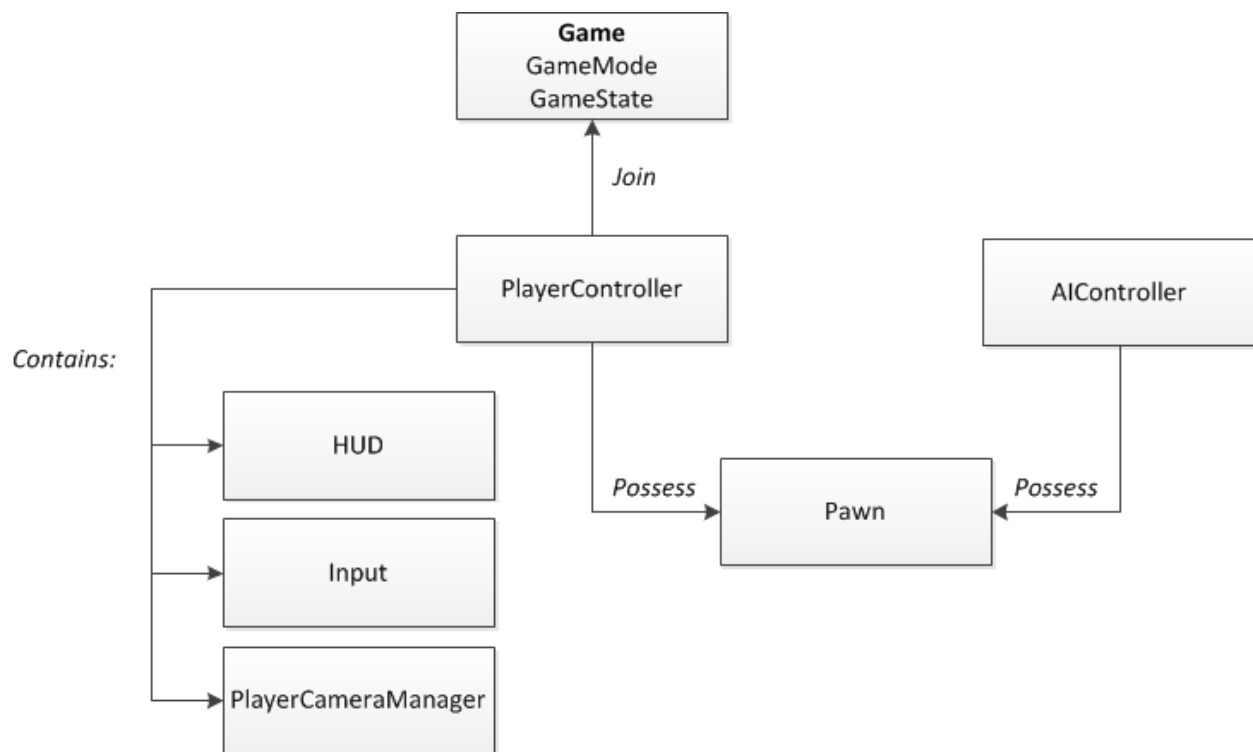 Game
GameMode
GameState
Join
PlayerController
AIController
Contains:
HUD
Possess
Possess
Pawn
Input
PlayerCameraManager